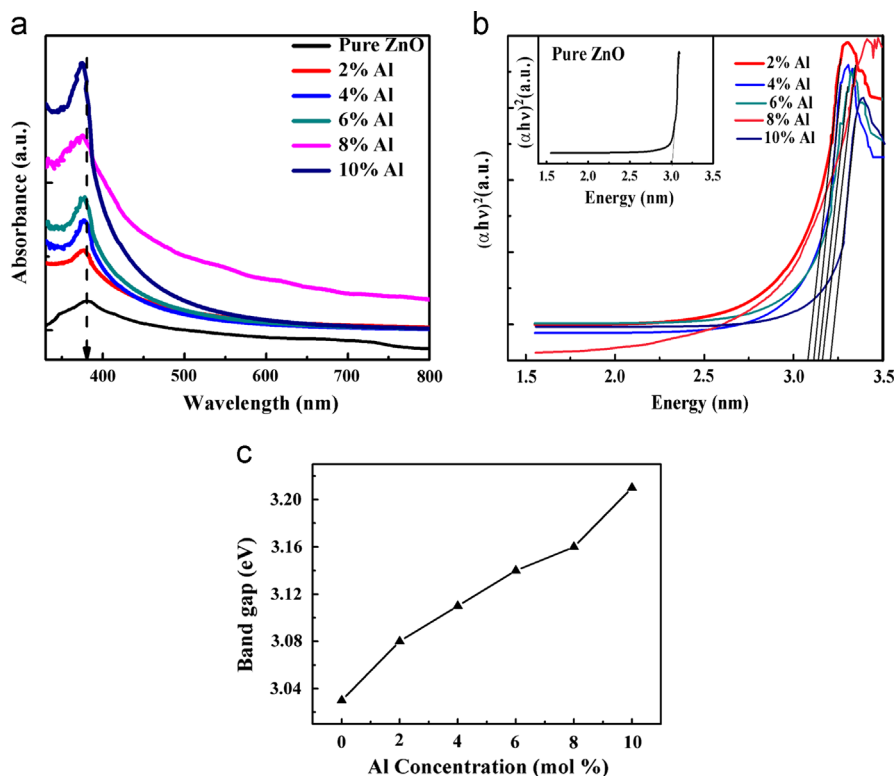 a
Pure ZnO
2% Al
4% Al
6% Al
8% Al
10% Al
Absorbance (a.u.)
400 500 600 700 800
Wavelength (nm)
b
Pure ZnO
(αhν)²(a.u.)
1.5 2.0 2.5 3.0 3.5
Energy (nm)
2% Al
4% Al
6% Al
8% Al
10% Al
(αhν)²(a.u.)
1.5 2.0 2.5 3.0 3.5
Energy (nm)
c
Band gap (eV)
3.20
3.16
3.12
3.08
3.04
0 2 4 6 8 10
Al Concentration (mol %)